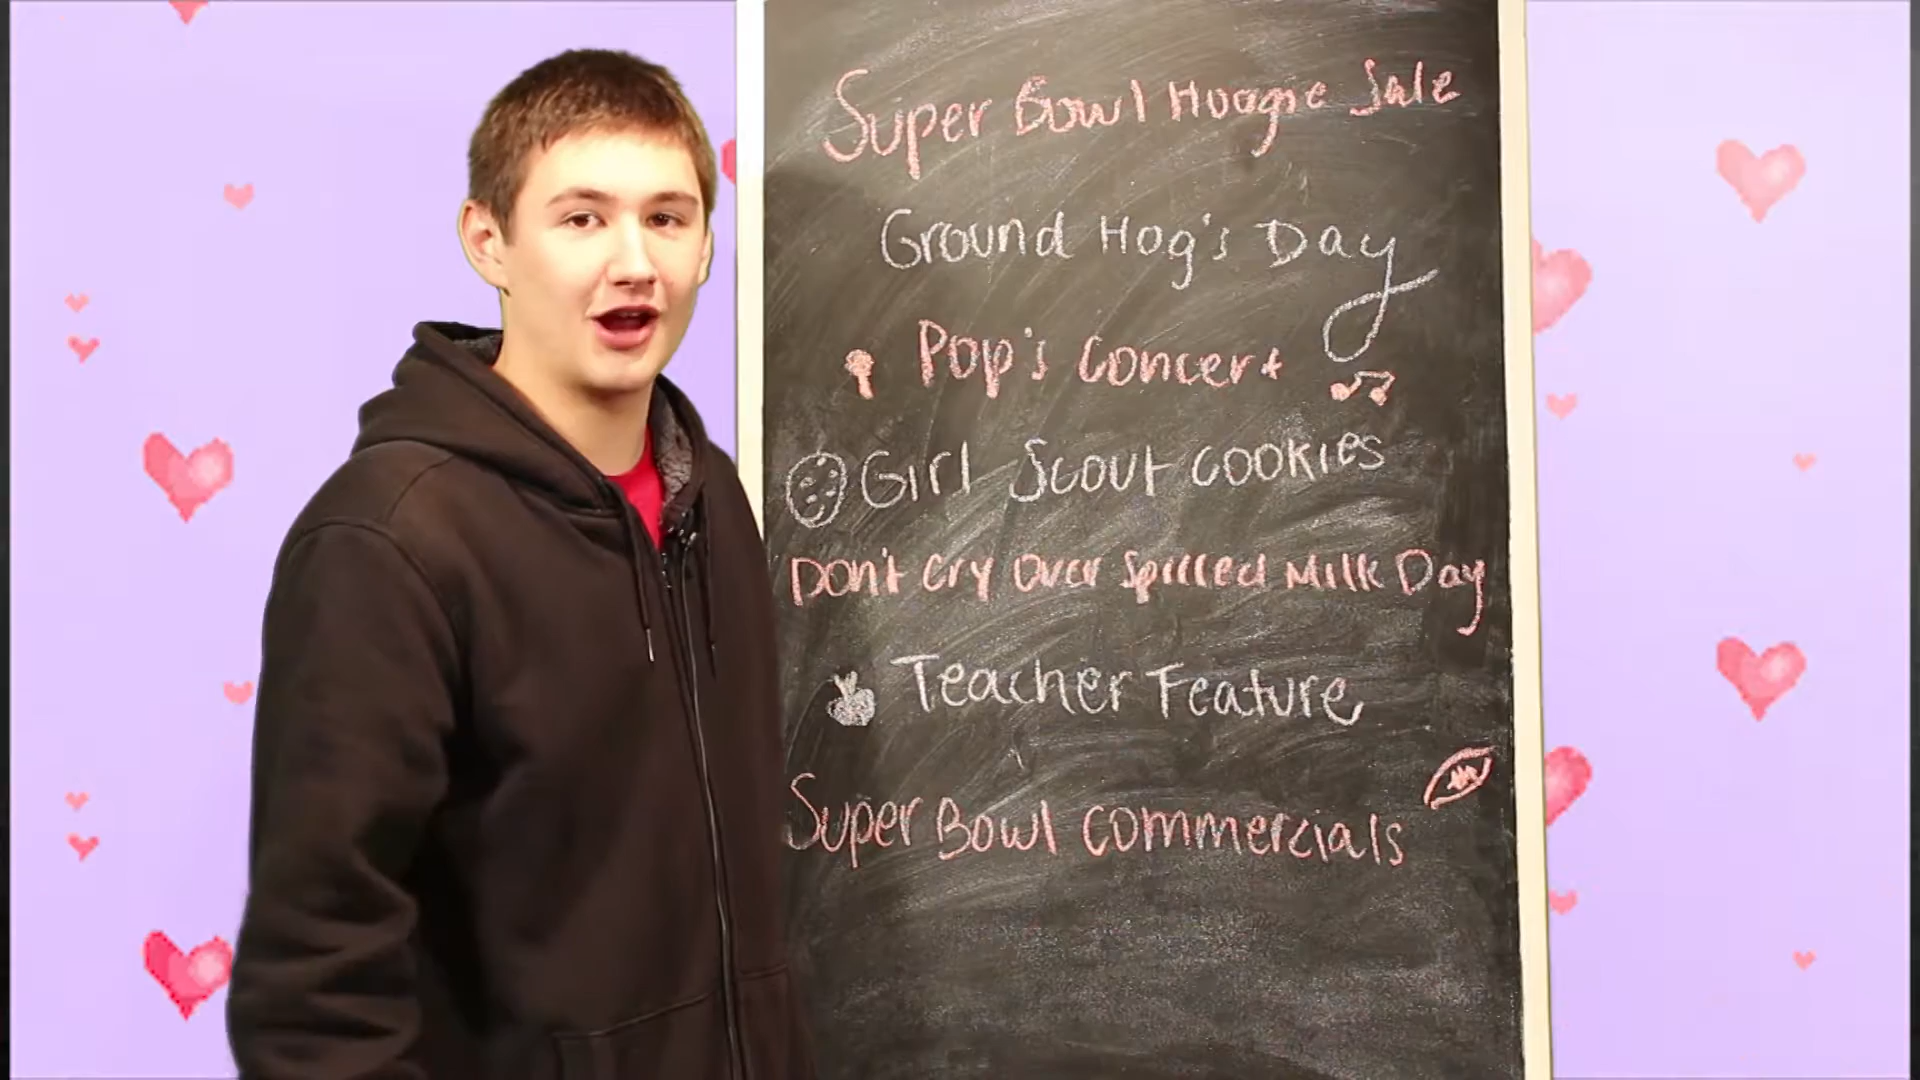 Super Bowl Hoagie Sale
Ground Hog's Day
Pop's Concert
Girl Scout Cookies
Don't Cry Over Spilled Milk Day
Teacher Feature
Super Bowl Commercials